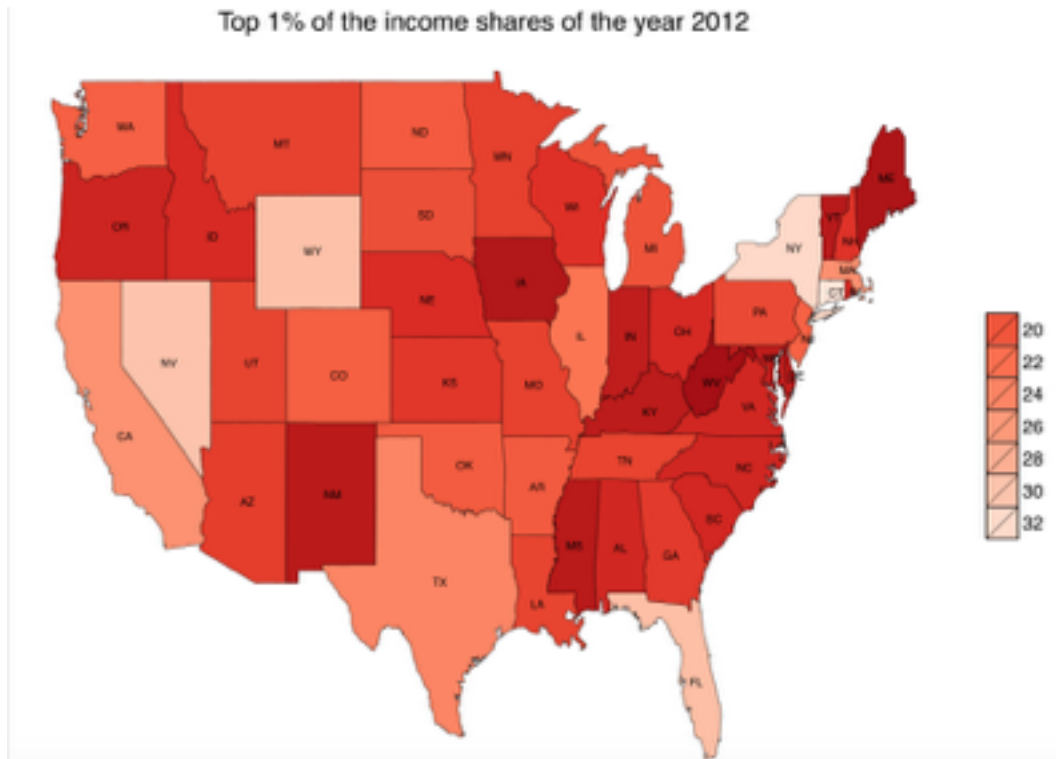 Top 1% of the income shares of the year 2012
WA
MT
ND
MN
OR
ID
WY
SD
WI
MI
ME
VT
NH
NY
MA
CT
NV
UT
CO
NE
IA
IL
IN
OH
PA
NJ
CA
KS
MO
KY
WV
VA
AZ
NM
OK
AR
TN
NC
SC
TX
LA
MS
AL
GA
FL
20
22
24
26
28
30
32